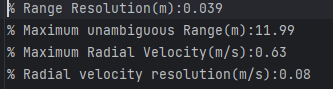 % Range Resolution(m):0.039
% Maximum unambiguous Range(m):11.99
% Maximum Radial Velocity(m/s):0.63
% Radial velocity resolution(m/s):0.08